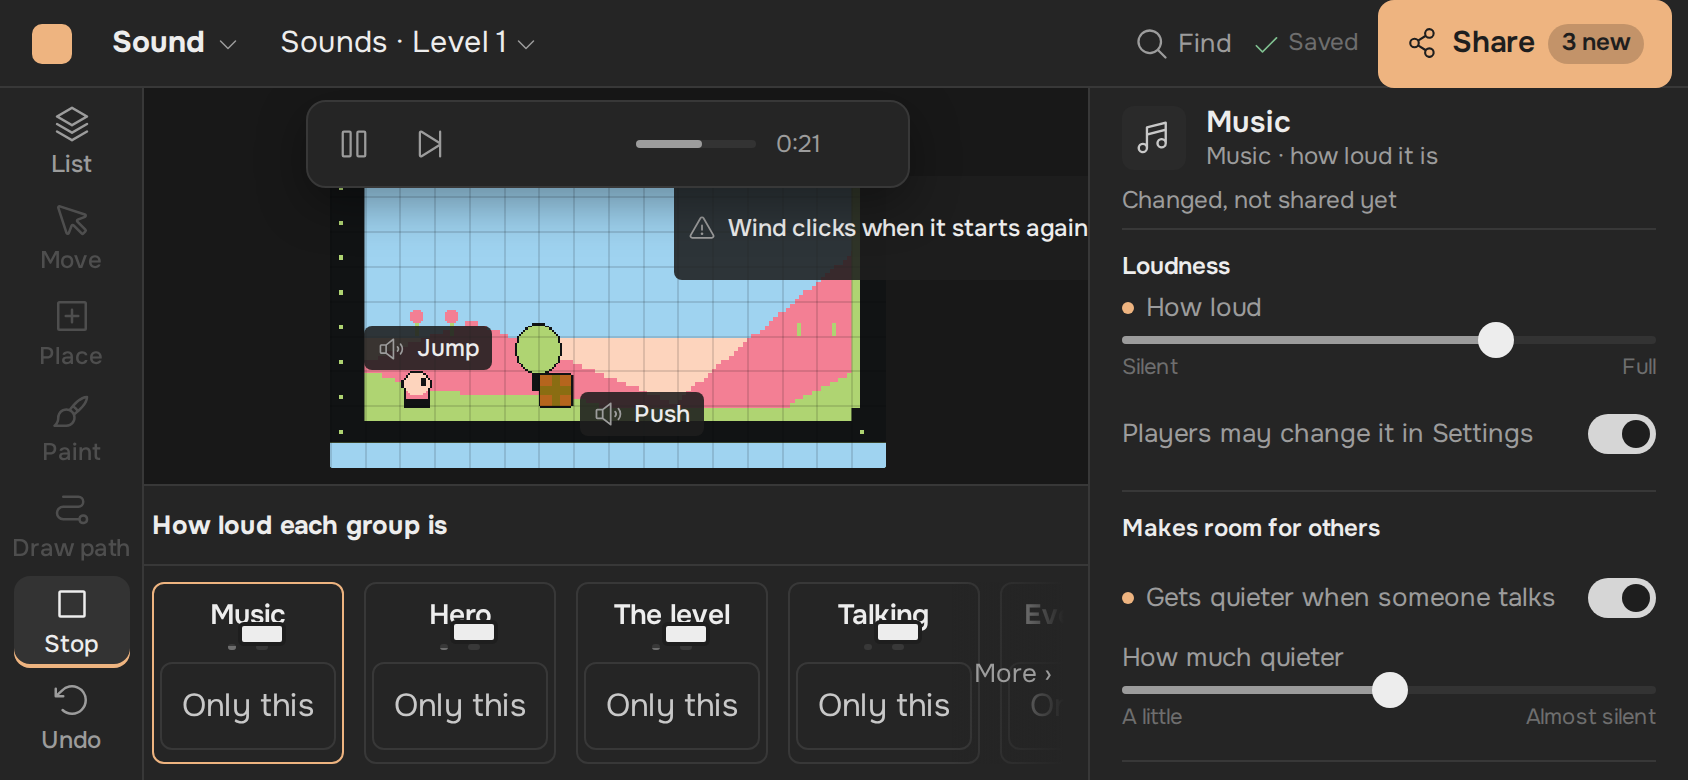 Sound
Sounds · Level 1
Find
Saved
Share
3 new
List
Move
Place
Paint
Draw path
Stop
Undo
0:21
Wind clicks when it starts again
Jump
Push
How loud each group is
Music
Hero
The level
Talking
Only this
Only this
Only this
Only this
More ›
Music
Music · how loud it is
Changed, not shared yet
Loudness
How loud
Silent
Full
Players may change it in Settings
Makes room for others
Gets quieter when someone talks
How much quieter
A little
Almost silent